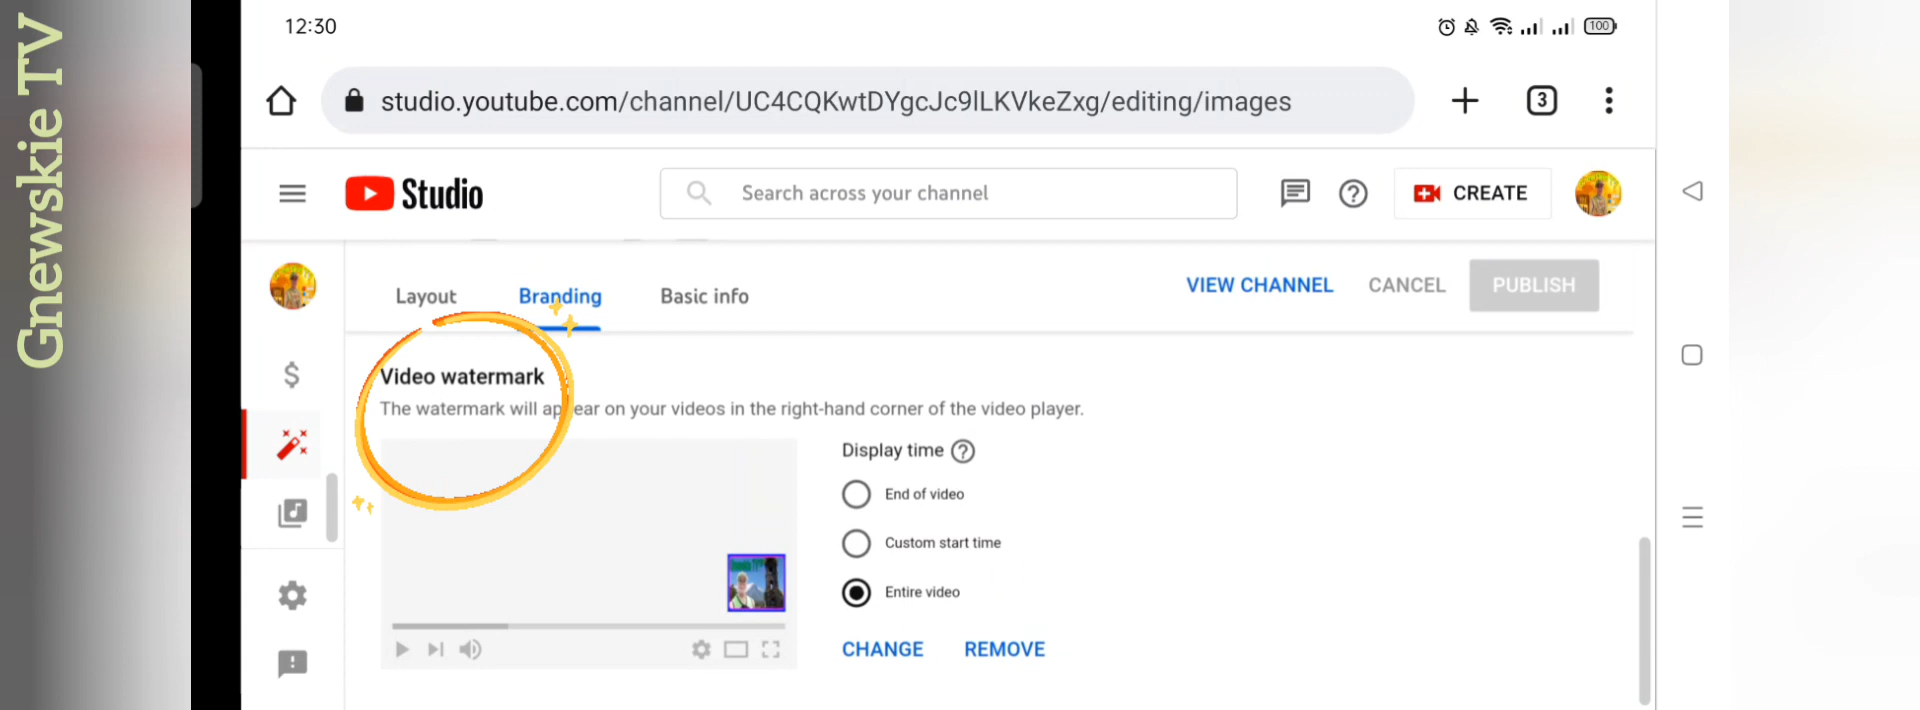 Gnewskie TV
12:30
100
studio.youtube.com/channel/UC4CQKwtDYgcJc9lLKVkeZxg/editing/images
3
Studio
Search across your channel
CREATE
Layout
Branding
Basic info
VIEW CHANNEL
CANCEL
PUBLISH
Video watermark
The watermark will appear on your videos in the right-hand corner of the video player.
Display time
End of video
Custom start time
Entire video
CHANGE
REMOVE